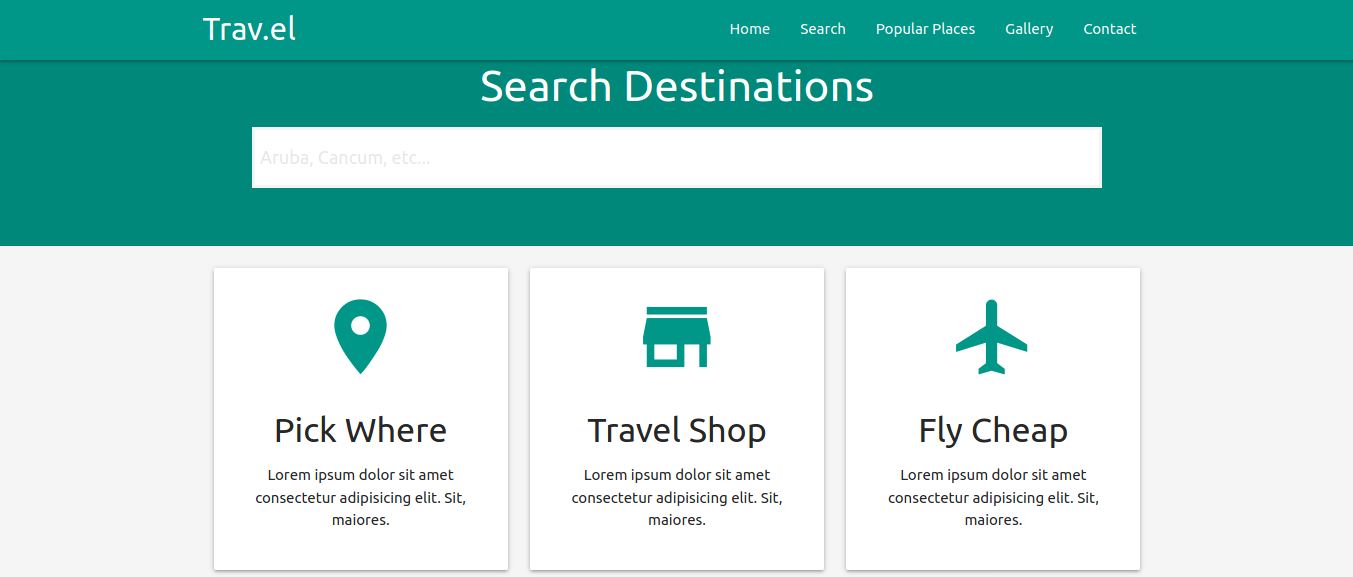 Trav.el
Home
Search
Popular Places
Gallery
Contact
Search Destinations
Aruba, Cancum, etc...
Pick Where
Lorem ipsum dolor sit amet
consectetur adipisicing elit. Sit,
maiores.
Travel Shop
Lorem ipsum dolor sit amet
consectetur adipisicing elit. Sit,
maiores.
Fly Cheap
Lorem ipsum dolor sit amet
consectetur adipisicing elit. Sit,
maiores.